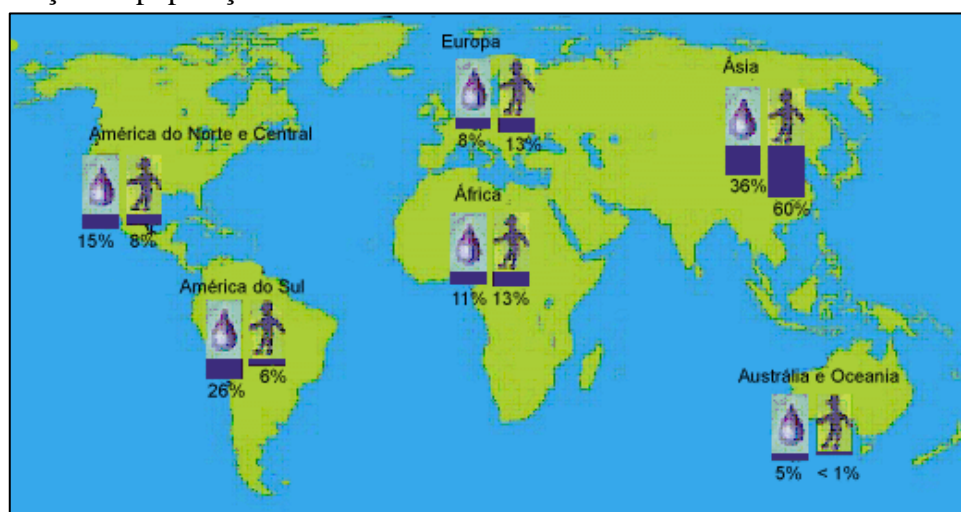 Europa
8% 13%
Ásia
36%
60%
América do Norte e Central
15% 8%
África
11% 13%
América do Sul
26% 6%
Austrália e Oceania
5% < 1%